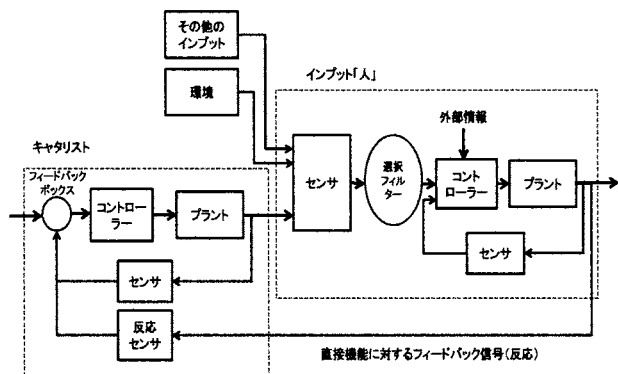 その他の
インプット
環境
インプット「人」
外部情報
キャタリスト
フィードバック
ボックス
コントロー
ラー
プラント
センサ
選択
フィル
ター
コント
ローラー
プラント
センサ
センサ
反応
センサ
直接機能に対するフィードバック信号(反応)